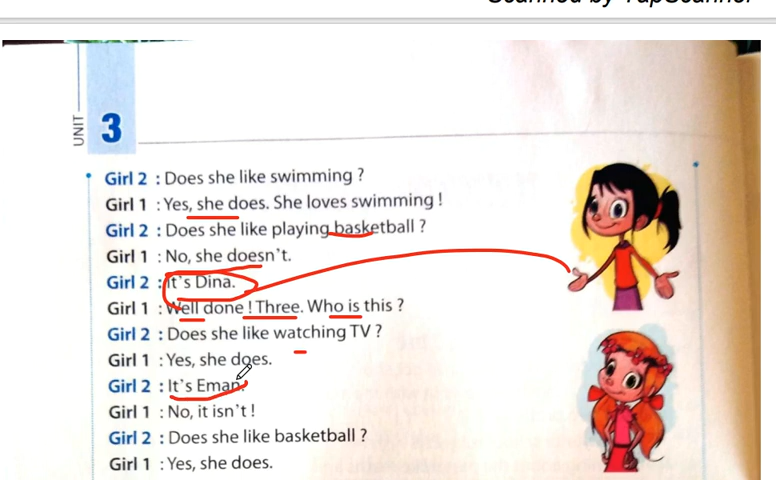 Scanned by TapScanner
UNIT 3
Girl 2 : Does she like swimming ?
Girl 1 : Yes, she does. She loves swimming !
Girl 2 : Does she like playing basketball ?
Girl 1 : No, she doesn`t.
Girl 2 : It`s Dina.
Girl 1 : Well done ! Three. Who is this ?
Girl 2 : Does she like watching TV ?
Girl 1 : Yes, she does.
Girl 2 : It`s Eman.
Girl 1 : No, it isn`t !
Girl 2 : Does she like basketball ?
Girl 1 : Yes, she does.